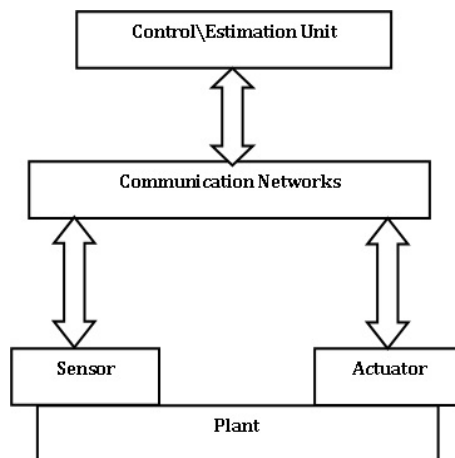 Control\Estimation Unit
Communication Networks
Sensor
Actuator
Plant